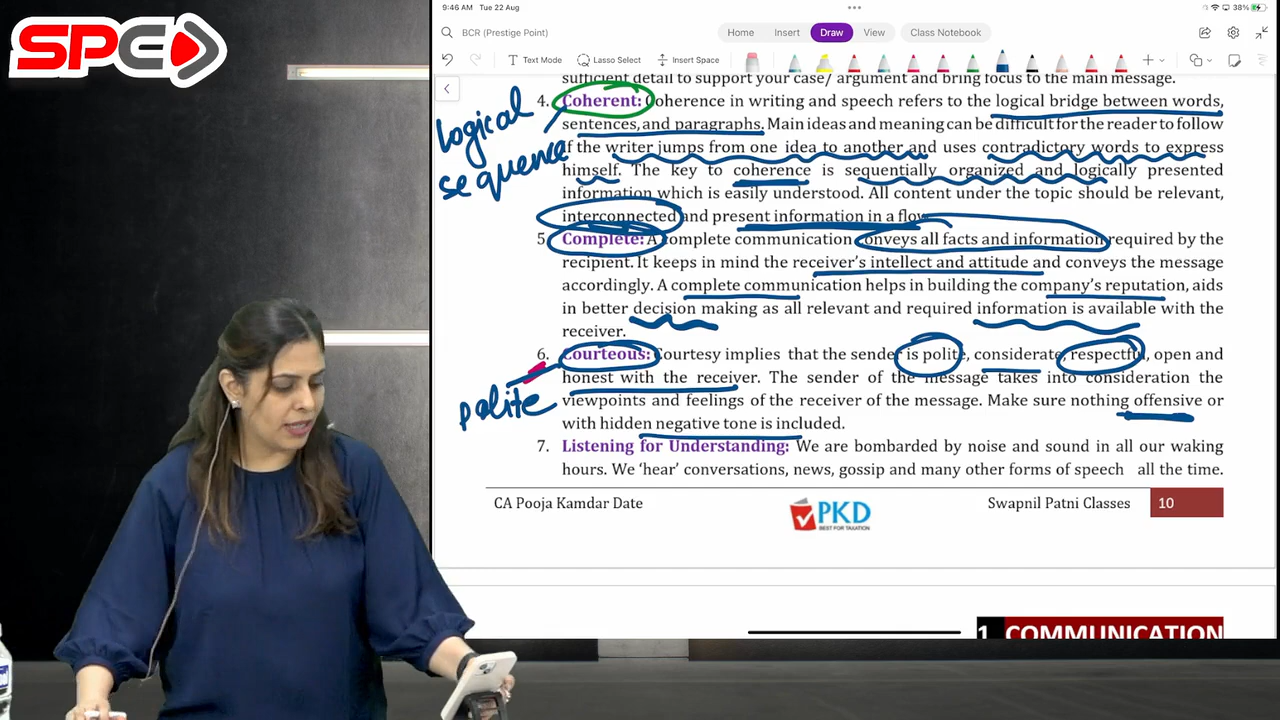 SPC
9:46 AM Tue 22 Aug
38%
BCR (Prestige Point)
Home Insert Draw View Class Notebook
Text Mode Lasso Select Insert Space
sufficient detail to support your case/ argument and bring focus to the main message.
4. Coherent: Coherence in writing and speech refers to the logical bridge between words,
sentences, and paragraphs. Main ideas and meaning can be difficult for the reader to follow
if the writer jumps from one idea to another and uses contradictory words to express
himself. The key to coherence is sequentially organized and logically presented
information which is easily understood. All content under the topic should be relevant,
interconnected and present information in a flow.
Logical
sequence
5. Complete: A complete communication conveys all facts and information required by the
recipient. It keeps in mind the receiver's intellect and attitude and conveys the message
accordingly. A complete communication helps in building the company's reputation, aids
in better decision making as all relevant and required information is available with the
receiver.
6. Courteous: Courtesy implies that the sender is polite, considerate, respectful, open and
honest with the receiver. The sender of the message takes into consideration the
viewpoints and feelings of the receiver of the message. Make sure nothing offensive or
with hidden negative tone is included.
polite
7. Listening for Understanding: We are bombarded by noise and sound in all our waking
hours. We 'hear' conversations, news, gossip and many other forms of speech all the time.
CA Pooja Kamdar Date
PKD
BEST FOR TAXATION
Swapnil Patni Classes 10
1 COMMUNICATION